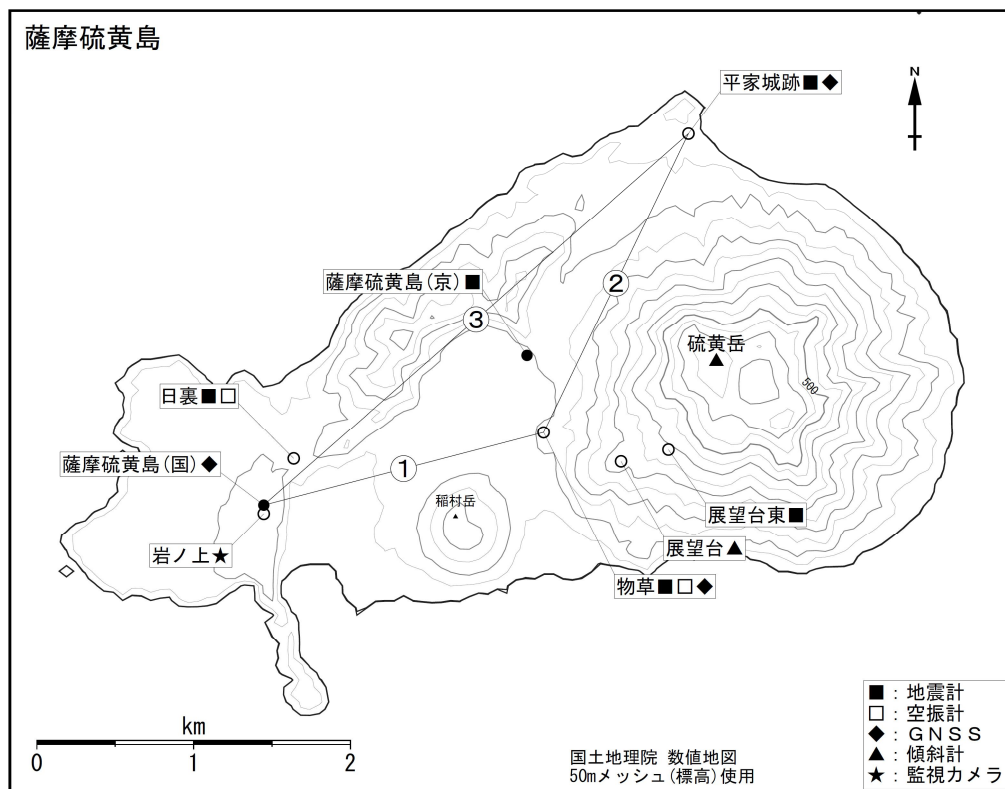 薩摩硫黄島
平家城跡■◆
N
薩摩硫黄島(京)■
②
③
硫黄岳
500
日裏■□
薩摩硫黄島(国)◆
①
稲村岳
展望台東■
岩ノ上★
展望台▲
物草■□◆
km
0 1 2
国土地理院 数値地図
50mメッシュ(標高)使用
■:地震計
□:空振計
◆:GNSS
▲:傾斜計
★:監視カメラ